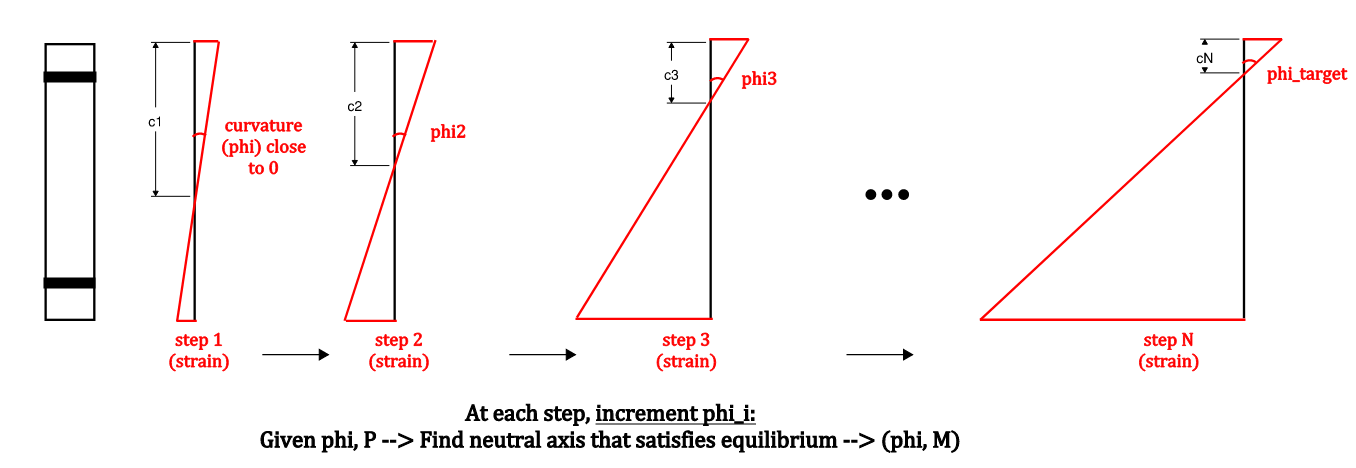 c1
curvature
(phi) close
to 0
c2
phi2
c3
phi3
cN
phi_target
step 1
(strain)
step 2
(strain)
step 3
(strain)
step N
(strain)
At each step, increment phi_i:
Given phi, P --> Find neutral axis that satisfies equilibrium --> (phi, M)